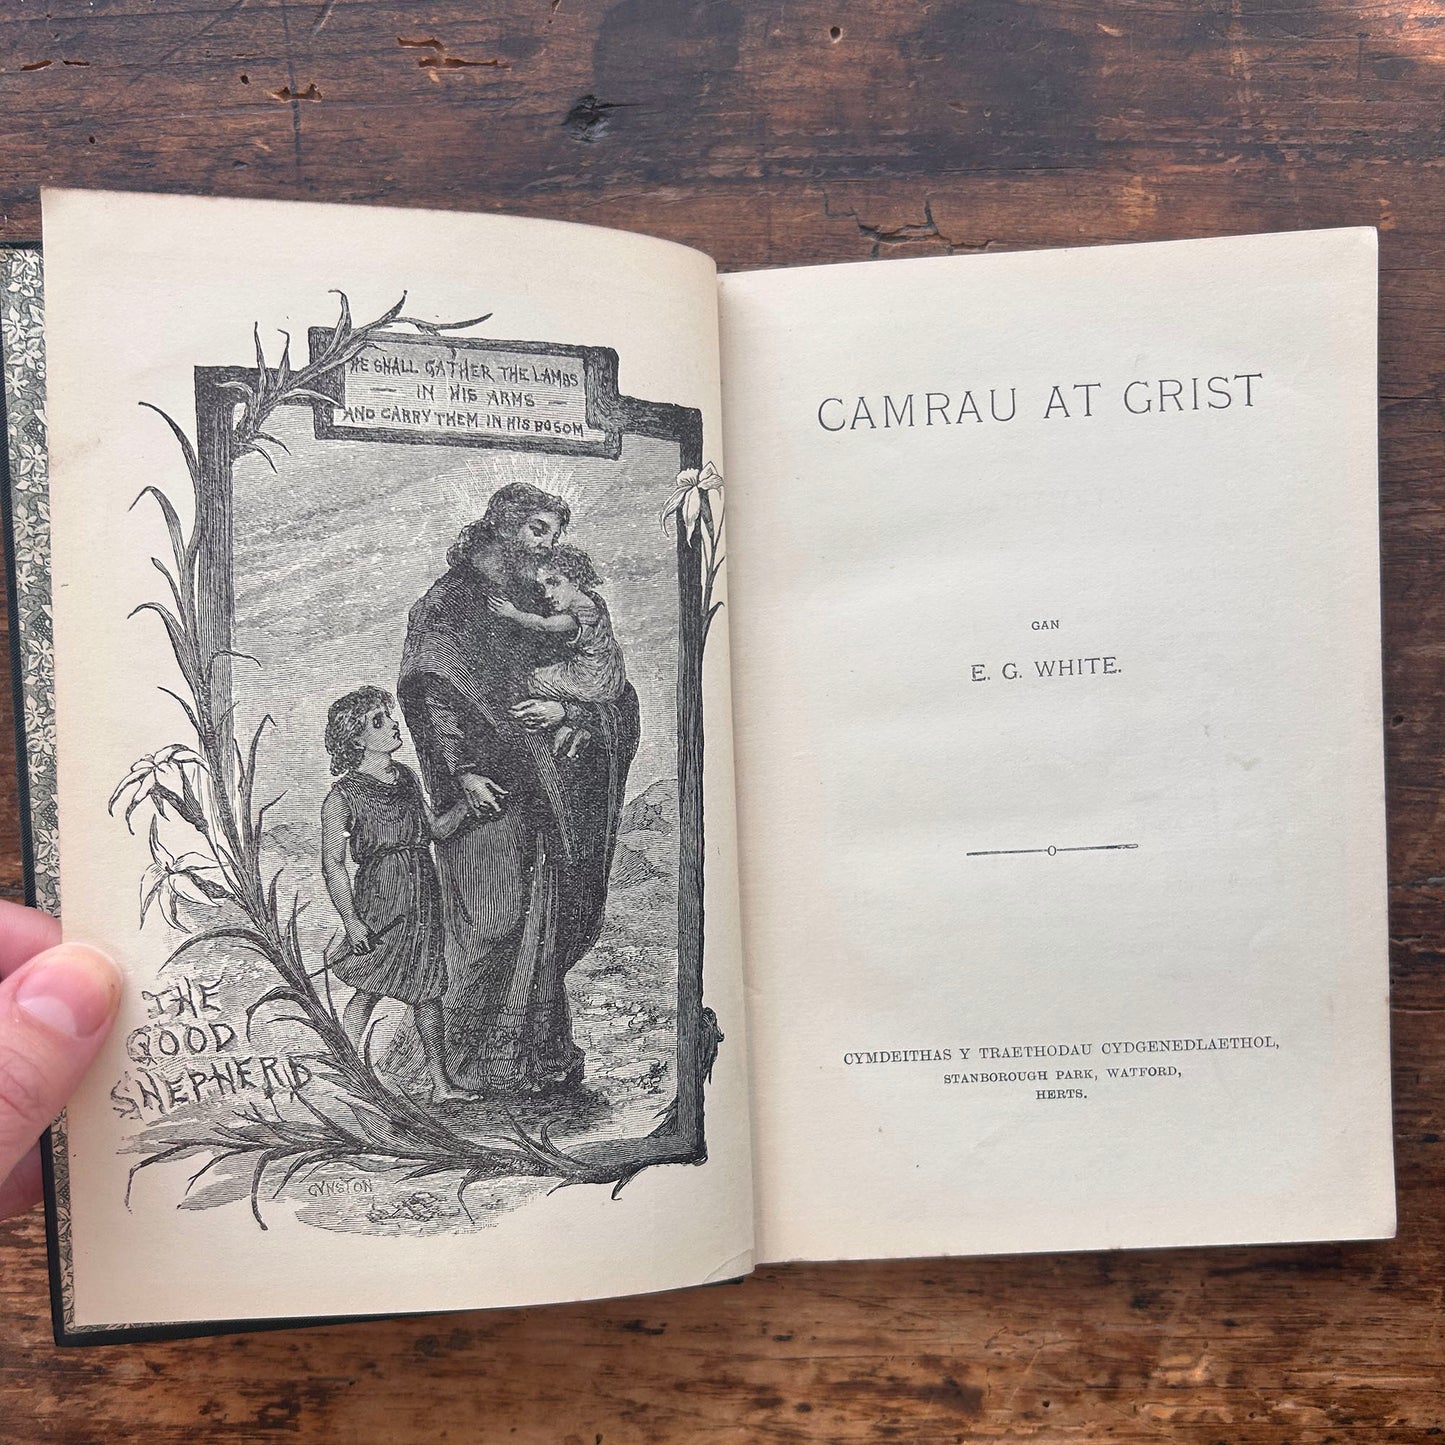 HE SHALL GATHER THE LAMBS
IN HIS ARMS
AND CARRY THEM IN HIS BOSOM
THE
GOOD
SHEPHERD
CYNSTON
CAMRAU AT GRIST
GAN
E. G. WHITE.
CYMDEITHAS Y TRAETHODAU CYDGENEDLAETHOL,
STANBOROUGH PARK, WATFORD,
HERTS.